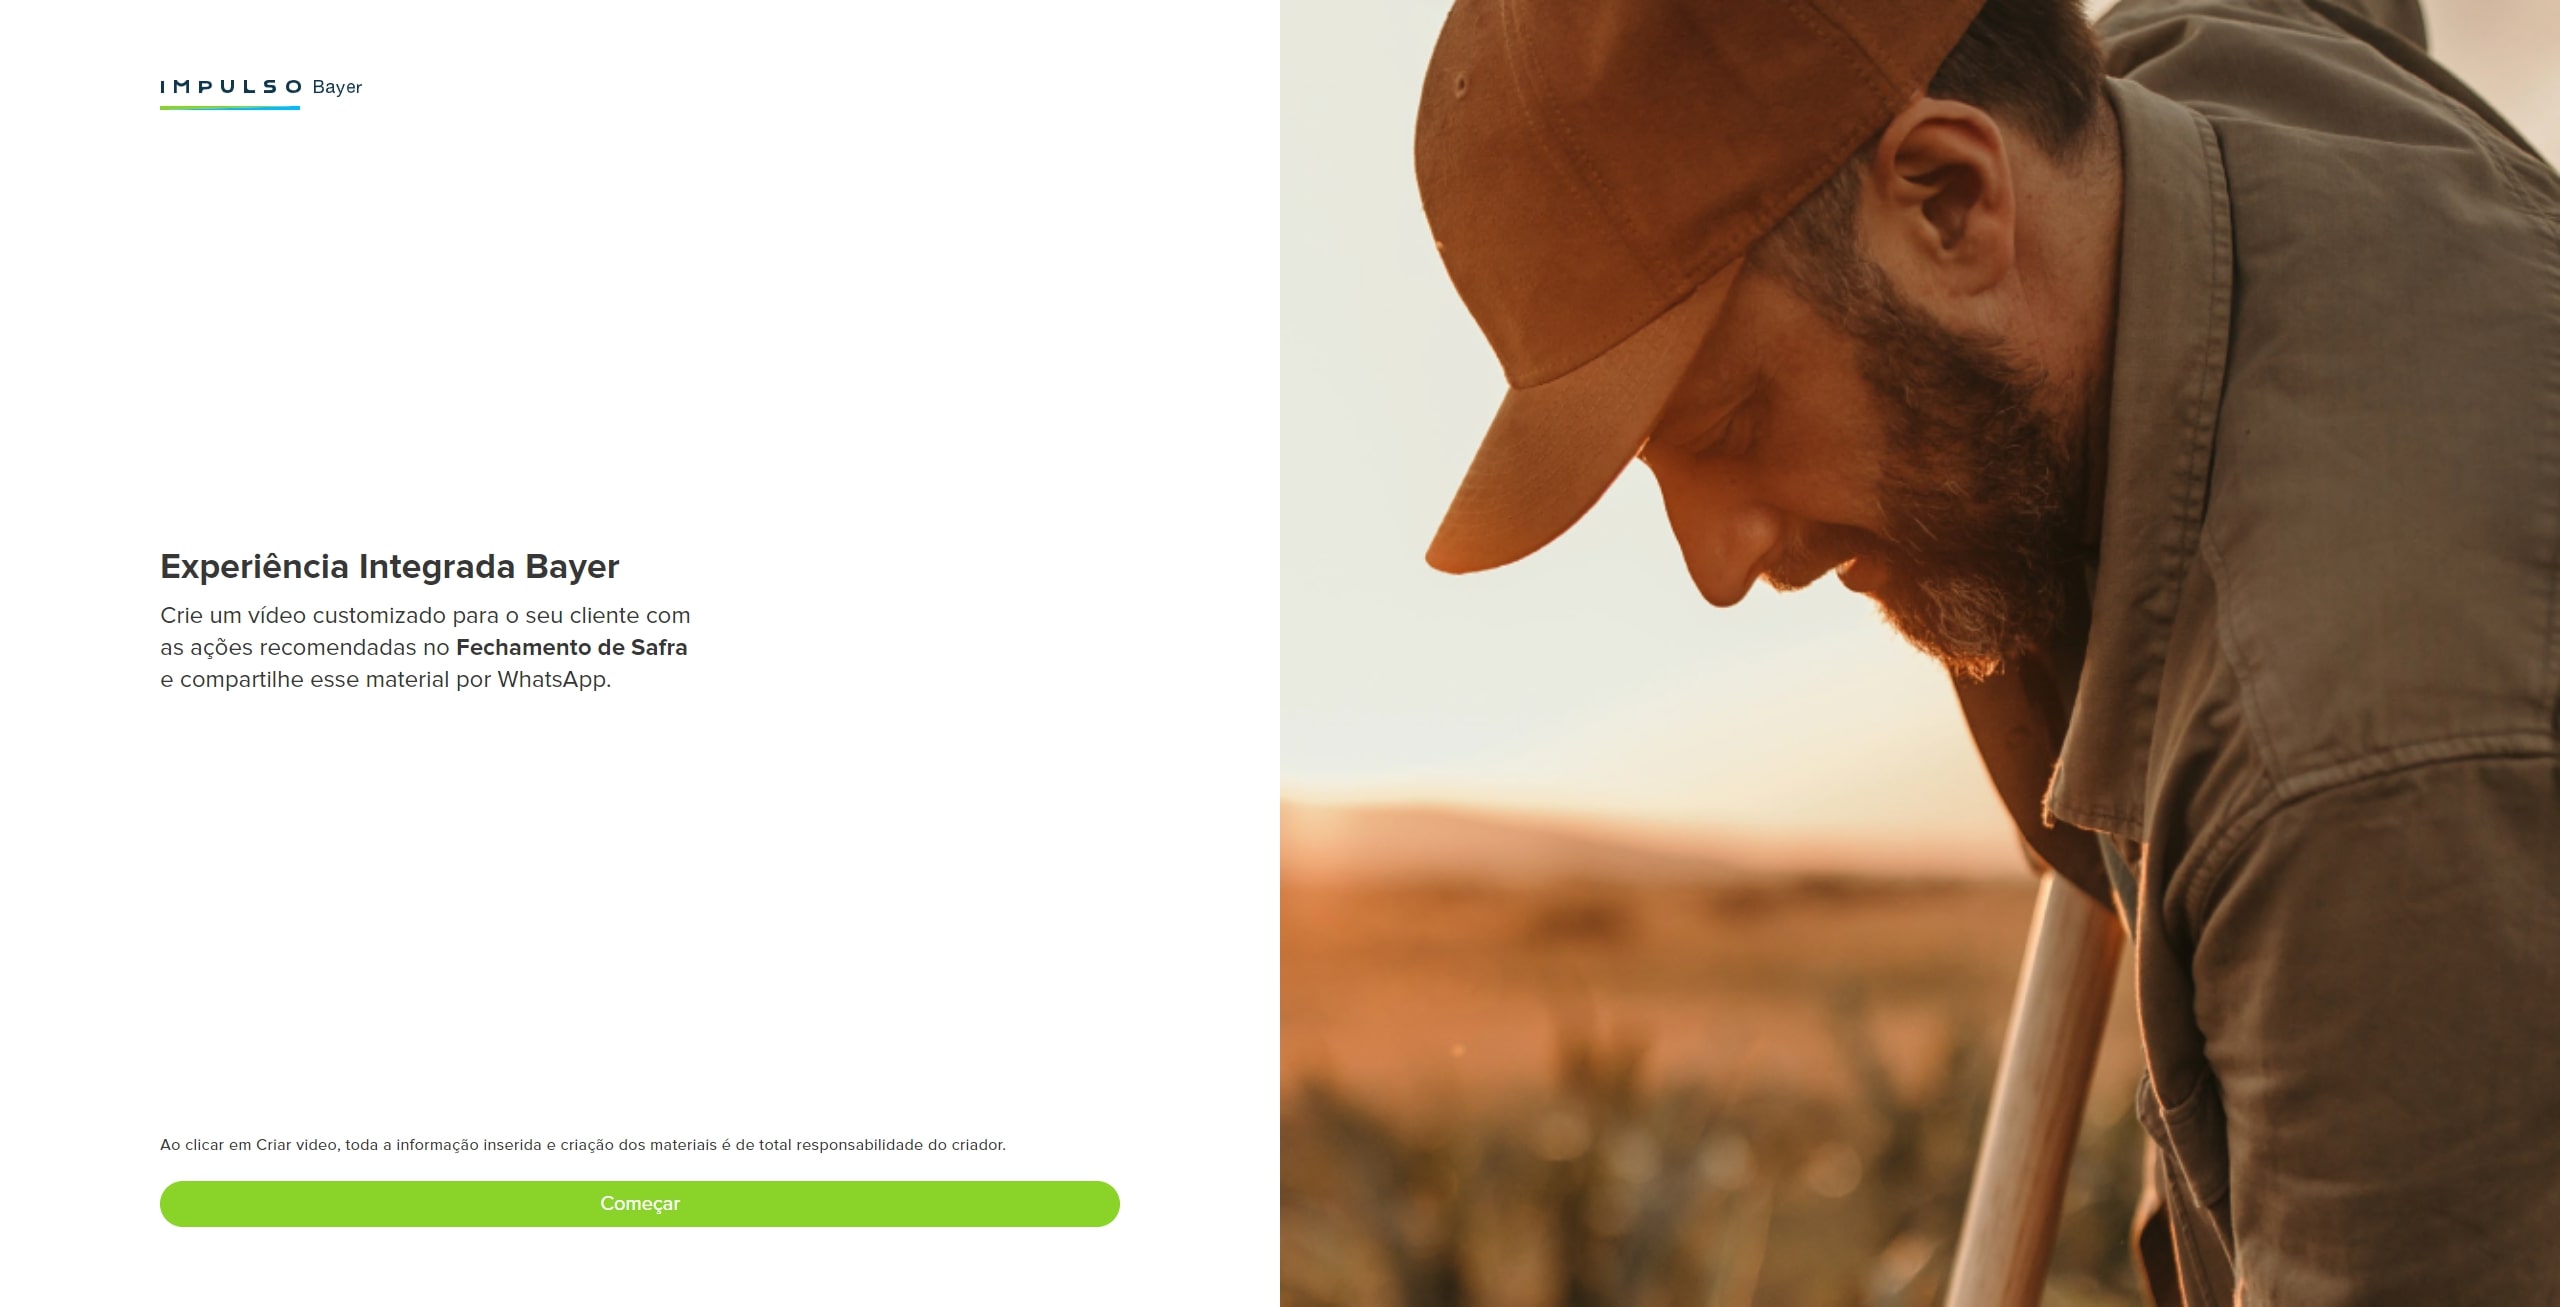 IMPULSO Bayer
Experiência Integrada Bayer
Crie um vídeo customizado para o seu cliente com
as ações recomendadas no Fechamento de Safra
e compartilhe esse material por WhatsApp.
Ao clicar em Criar video, toda a informação inserida e criação dos materiais é de total responsabilidade do criador.
Começar